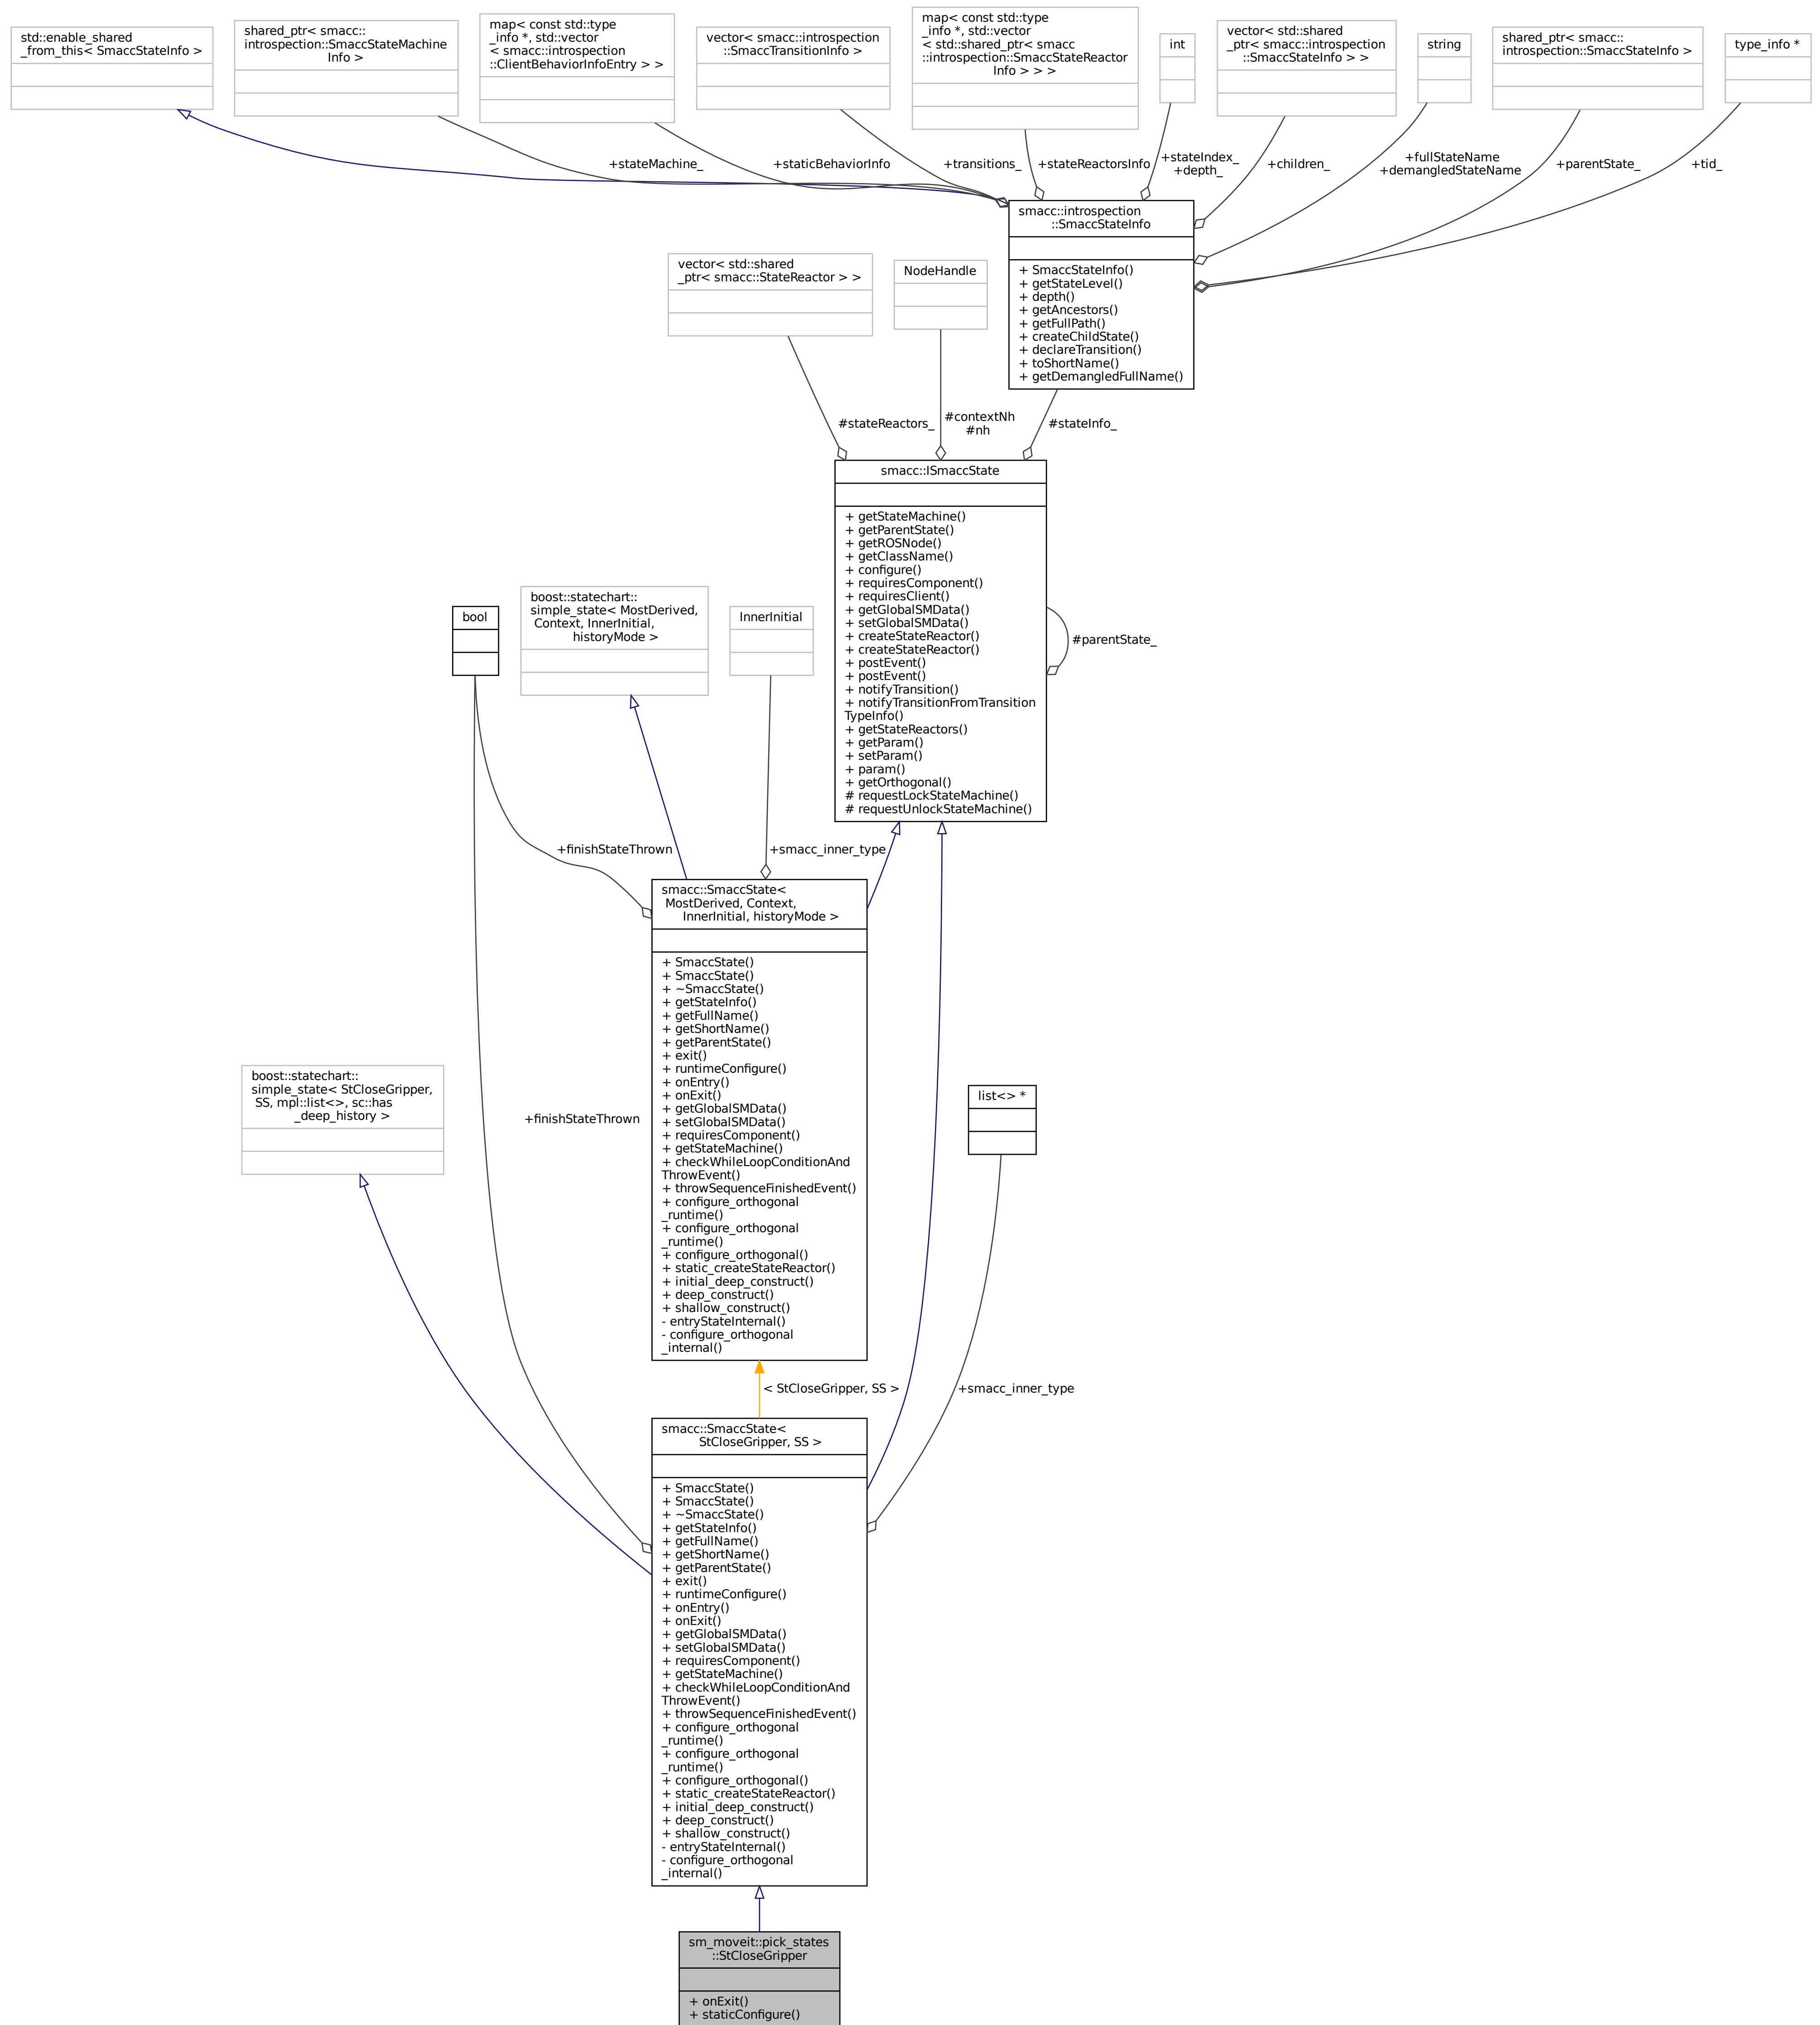 std::enable_shared
_from_this< SmaccStateInfo >
shared_ptr< smacc::
introspection::SmaccStateMachine
Info >
map< const std::type
_info *, std::vector
< smacc::introspection
::ClientBehaviorInfoEntry > >
vector< smacc::introspection
::SmaccTransitionInfo >
map< const std::type
_info *, std::vector
< std::shared_ptr< smacc
::introspection::SmaccStateReactor
Info > > >
int
vector< std::shared
_ptr< smacc::introspection
::SmaccStateInfo > >
string
shared_ptr< smacc::
introspection::SmaccStateInfo >
type_info *
+stateMachine_
+staticBehaviorInfo
+transitions_
+stateReactorsInfo
+stateIndex_
+depth_
+children_
+fullStateName
+demangledStateName
+parentState_
+tid_
smacc::introspection
::SmaccStateInfo
+ SmaccStateInfo()
+ getStateLevel()
+ depth()
+ getAncestors()
+ getFullPath()
+ createChildState()
+ declareTransition()
+ toShortName()
+ getDemangledFullName()
vector< std::shared
_ptr< smacc::StateReactor > >
NodeHandle
#stateReactors_
#contextNh
#nh
#stateInfo_
smacc::ISmaccState
+ getStateMachine()
+ getParentState()
+ getROSNode()
+ getClassName()
+ configure()
+ requiresComponent()
+ requiresClient()
+ getGlobalSMData()
+ setGlobalSMData()
+ createStateReactor()
+ createStateReactor()
+ postEvent()
+ postEvent()
+ notifyTransition()
+ notifyTransitionFromTransition
TypeInfo()
+ getStateReactors()
+ getParam()
+ setParam()
+ param()
+ getOrthogonal()
# requestLockStateMachine()
# requestUnlockStateMachine()
#parentState_
bool
boost::statechart::
simple_state< MostDerived,
Context, InnerInitial,
historyMode >
InnerInitial
+finishStateThrown
+smacc_inner_type
smacc::SmaccState<
MostDerived, Context,
InnerInitial, historyMode >
+ SmaccState()
+ SmaccState()
+ ~SmaccState()
+ getStateInfo()
+ getFullName()
+ getShortName()
+ getParentState()
+ exit()
+ runtimeConfigure()
+ onEntry()
+ onExit()
+ getGlobalSMData()
+ setGlobalSMData()
+ requiresComponent()
+ getStateMachine()
+ checkWhileLoopConditionAnd
ThrowEvent()
+ throwSequenceFinishedEvent()
+ configure_orthogonal
_runtime()
+ configure_orthogonal
_runtime()
+ configure_orthogonal()
+ static_createStateReactor()
+ initial_deep_construct()
+ deep_construct()
+ shallow_construct()
- entryStateInternal()
- configure_orthogonal
_internal()
boost::statechart::
simple_state< StCloseGripper,
SS, mpl::list<>, sc::has
_deep_history >
+finishStateThrown
list<> *
< StCloseGripper, SS >
+smacc_inner_type
smacc::SmaccState<
StCloseGripper, SS >
+ SmaccState()
+ SmaccState()
+ ~SmaccState()
+ getStateInfo()
+ getFullName()
+ getShortName()
+ getParentState()
+ exit()
+ runtimeConfigure()
+ onEntry()
+ onExit()
+ getGlobalSMData()
+ setGlobalSMData()
+ requiresComponent()
+ getStateMachine()
+ checkWhileLoopConditionAnd
ThrowEvent()
+ throwSequenceFinishedEvent()
+ configure_orthogonal
_runtime()
+ configure_orthogonal
_runtime()
+ configure_orthogonal()
+ static_createStateReactor()
+ initial_deep_construct()
+ deep_construct()
+ shallow_construct()
- entryStateInternal()
- configure_orthogonal
_internal()
sm_moveit::pick_states
::StCloseGripper
+ onExit()
+ staticConfigure()